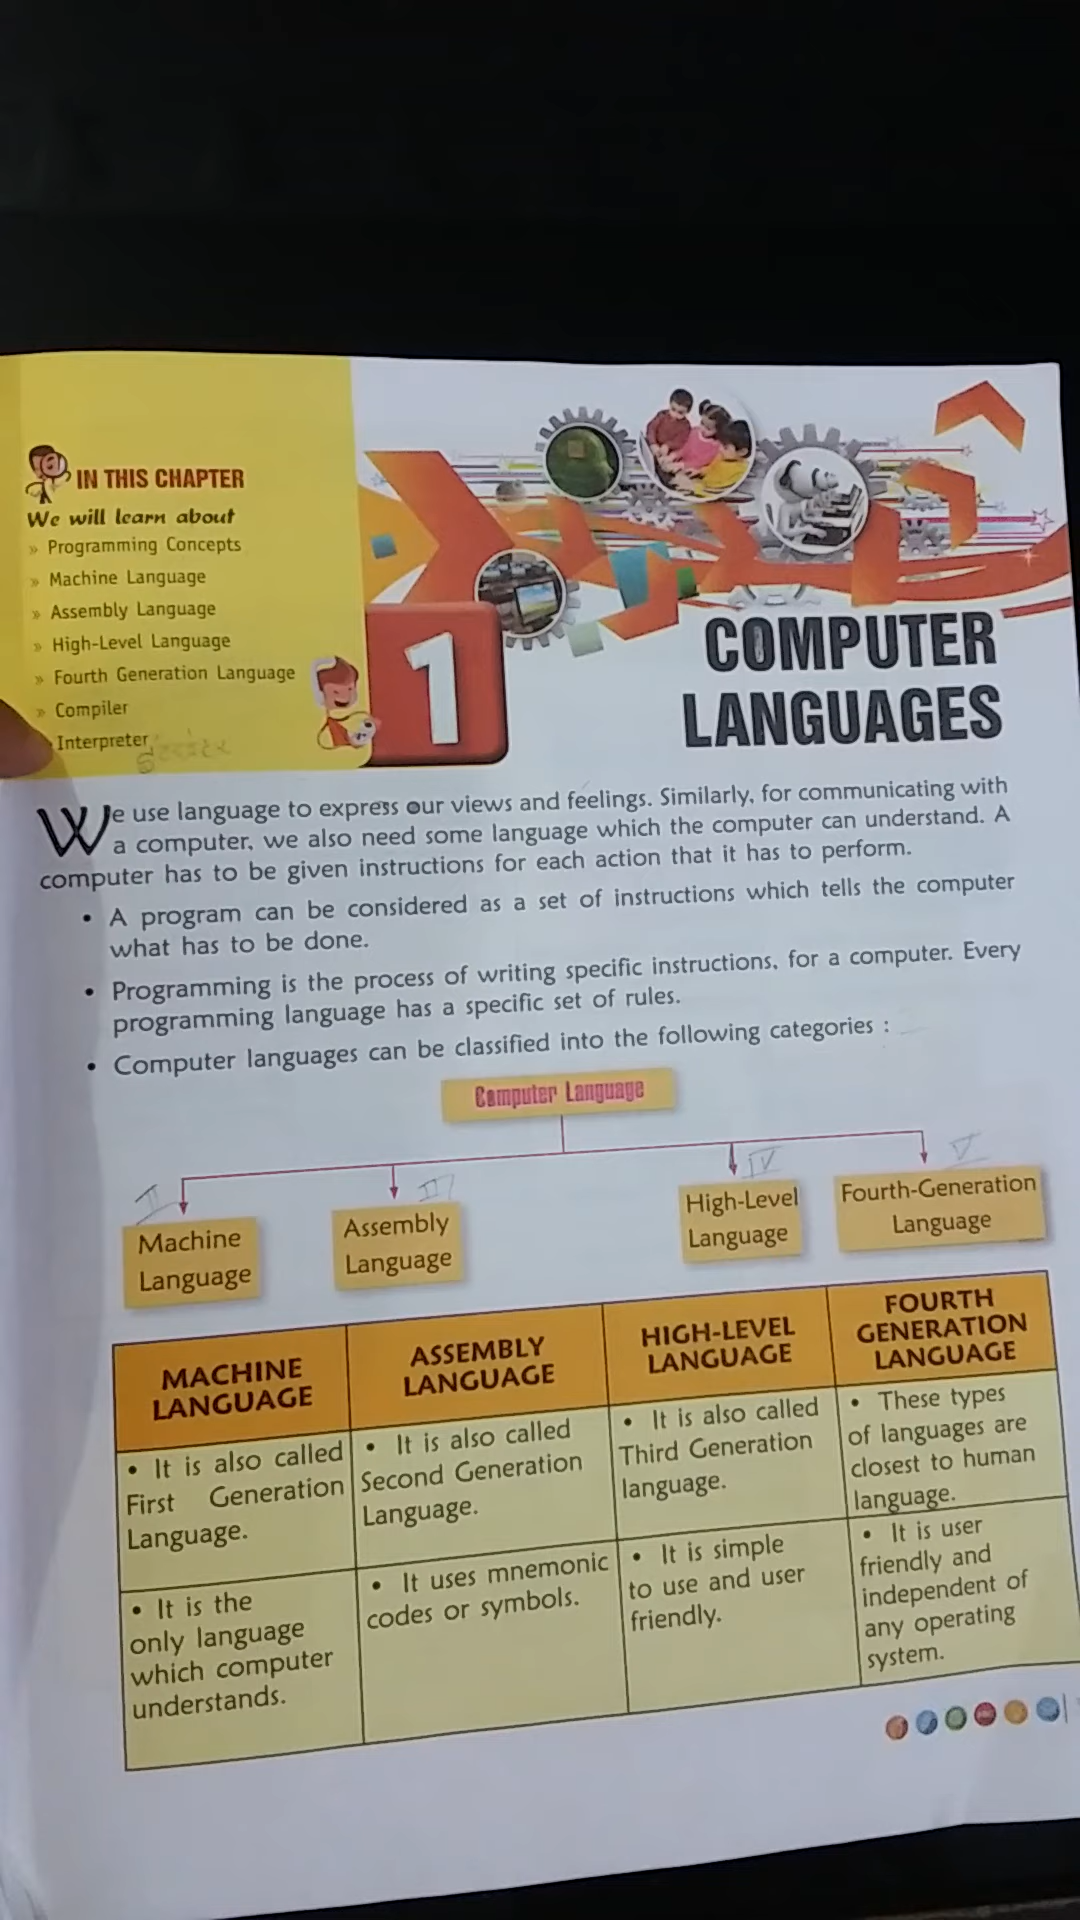 IN THIS CHAPTER
We will learn about
» Programming Concepts
» Machine Language
» Assembly Language
» High-Level Language
» Fourth Generation Language
» Compiler
Interpreter
1
COMPUTER
LANGUAGES
We use language to express our views and feelings. Similarly, for communicating with
a computer, we also need some language which the computer can understand. A
computer has to be given instructions for each action that it has to perform.
• A program can be considered as a set of instructions which tells the computer
what has to be done.
• Programming is the process of writing specific instructions, for a computer. Every
programming language has a specific set of rules.
• Computer languages can be classified into the following categories :
Computer Language
II III IV V
Machine
Language
Assembly
Language
High-Level
Language
Fourth-Generation
Language
MACHINE
LANGUAGE
ASSEMBLY
LANGUAGE
HIGH-LEVEL
LANGUAGE
FOURTH
GENERATION
LANGUAGE
• It is also called
First Generation
Language.
• It is also called
Second Generation
Language.
• It is also called
Third Generation
language.
• These types
of languages are
closest to human
language.
• It is the
only language
which computer
understands.
• It uses mnemonic
codes or symbols.
• It is simple
to use and user
friendly.
• It is user
friendly and
independent of
any operating
system.